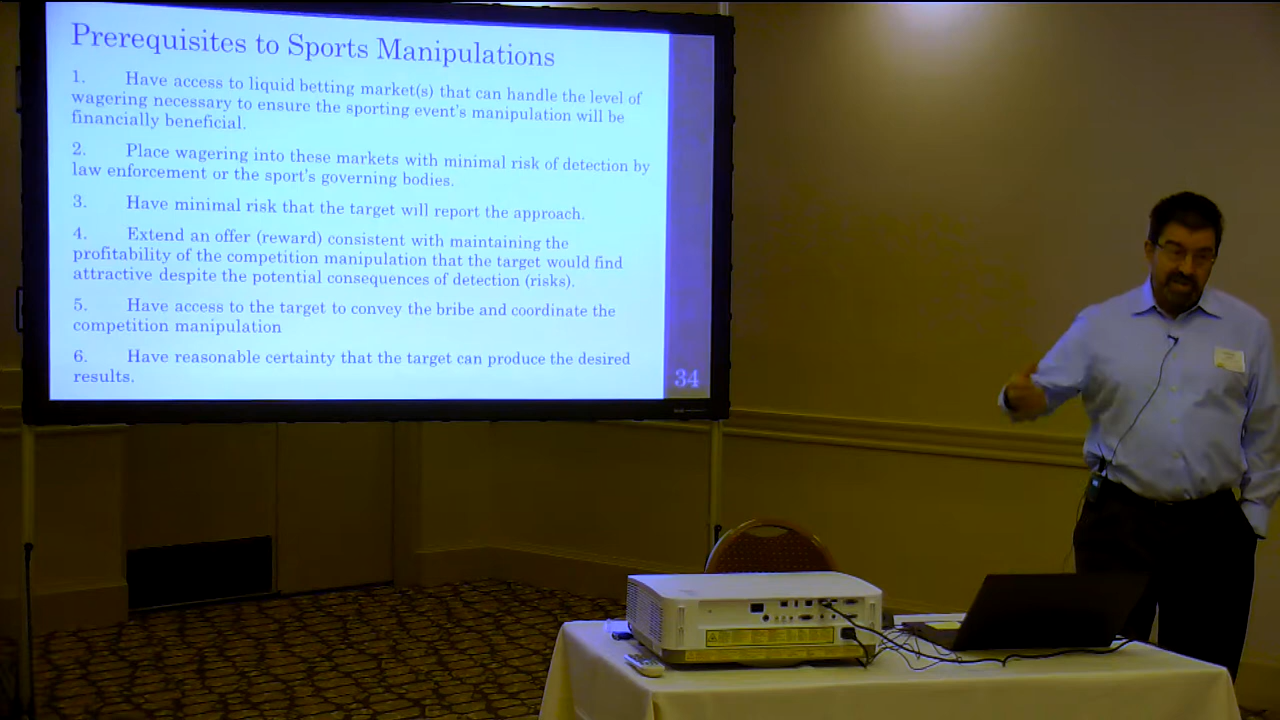 Prerequisites to Sports Manipulations
1. Have access to liquid betting market(s) that can handle the level of
wagering necessary to ensure the sporting event's manipulation will be
financially beneficial.
2. Place wagering into these markets with minimal risk of detection by
law enforcement or the sport's governing bodies.
3. Have minimal risk that the target will report the approach.
4. Extend an offer (reward) consistent with maintaining the
profitability of the competition manipulation that the target would find
attractive despite the potential consequences of detection (risks).
5. Have access to the target to convey the bribe and coordinate the
competition manipulation
6. Have reasonable certainty that the target can produce the desired
results.
34